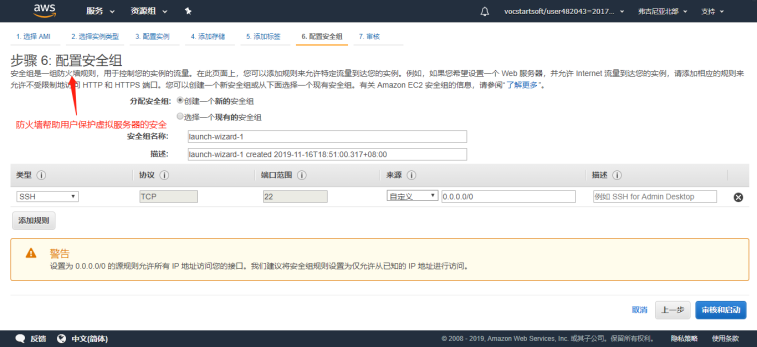 aws 服务 资源组 vocstartsoft/user482043=2017... 弗吉尼亚北部 支持
1. 选择 AMI 2. 选择实例类型 3. 配置实例 4. 添加存储 5. 添加标签 6. 配置安全组 7. 审核
步骤 6: 配置安全组
安全组是一组防火墙规则，用于控制您的实例的流量。在此页面上，您可以添加规则来允许特定流量到达您的实例。例如，如果您希望设置一个 Web 服务器，并允许 Internet 流量到达您的实例，请添加相应的规则来
允许不受限制地访问 HTTP 和 HTTPS 端口。您可以创建一个新安全组或从下面选择一个现有安全组。有关 Amazon EC2 安全组的信息，请参阅“了解更多”。
分配安全组: 创建一个新的安全组
选择一个现有的安全组
防火墙帮助用户保护虚拟服务器的安全
安全组名称: launch-wizard-1
描述: launch-wizard-1 created 2019-11-16T18:51:00.317+08:00
类型 协议 端口范围 来源 描述
SSH TCP 22 自定义 0.0.0.0/0 例如 SSH for Admin Desktop
添加规则
警告
设置为 0.0.0.0/0 的源规则允许所有 IP 地址访问您的接口。我们建议将安全组规则设置为仅允许从已知的 IP 地址进行访问。
取消 上一步 审核和启动
反馈 中文(简体) © 2008 - 2019, Amazon Web Services, Inc. 或其子公司。保留所有权利。 隐私策略 使用条款